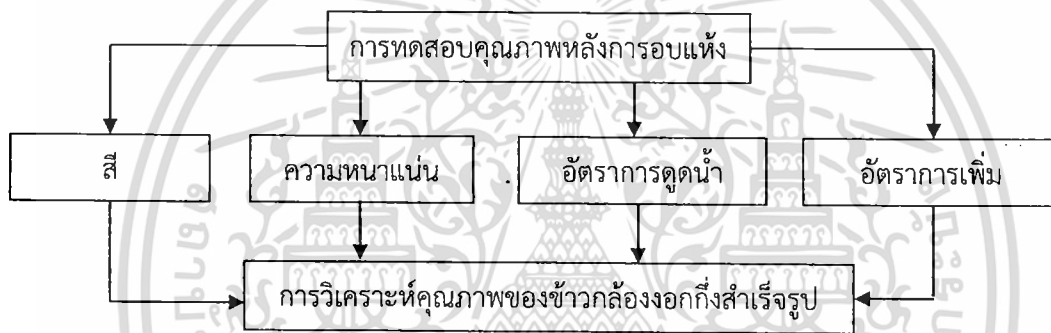 การทดสอบคุณภาพหลังการอบแห้ง
สี
ความหนาแน่น
อัตราการดูดน้ำ
อัตราการเพิ่ม
การวิเคราะห์คุณภาพของข้าวกล้องงอกกึ่งสำเร็จรูป